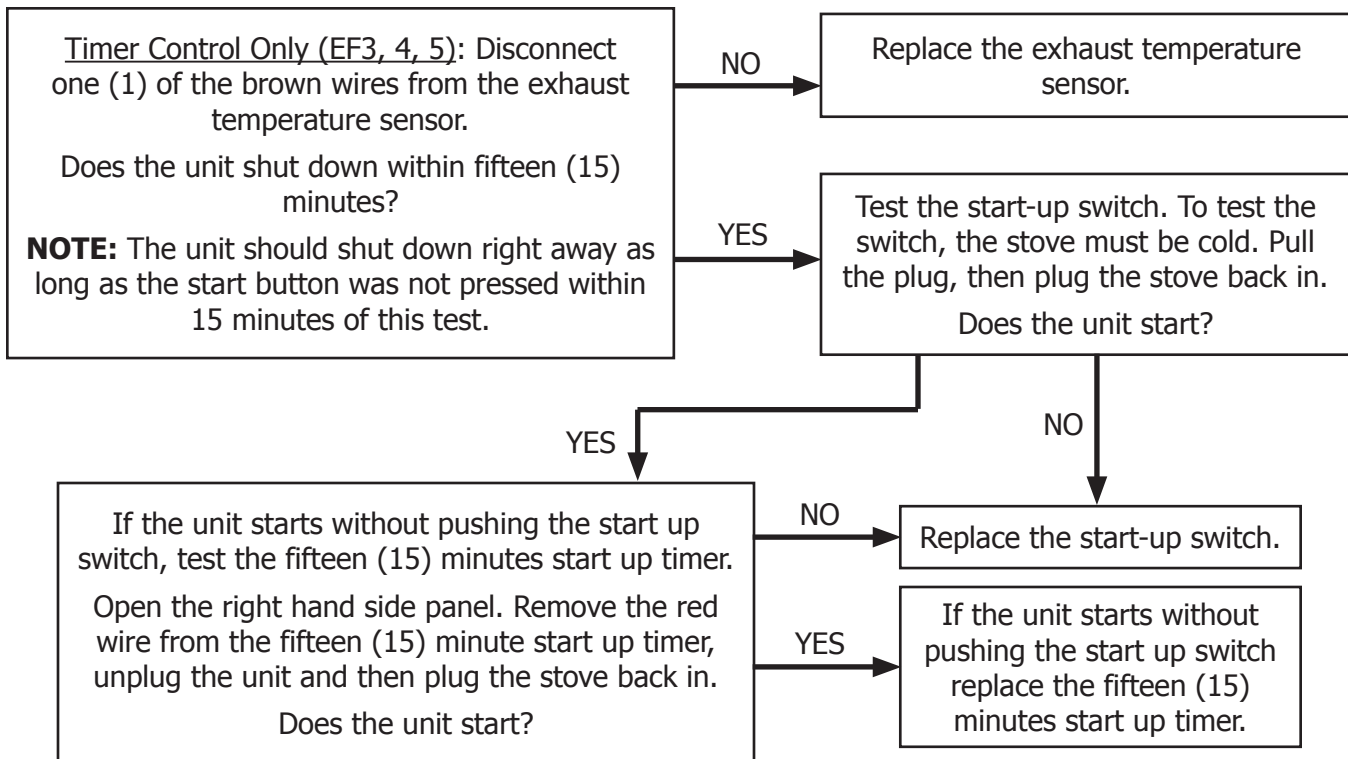 Timer Control Only (EF3, 4, 5): Disconnect
one (1) of the brown wires from the exhaust
temperature sensor.
Does the unit shut down within fifteen (15)
minutes?
NOTE: The unit should shut down right away as
long as the start button was not pressed within
15 minutes of this test.
NO
Replace the exhaust temperature
sensor.
YES
Test the start-up switch. To test the
switch, the stove must be cold. Pull
the plug, then plug the stove back in.
Does the unit start?
YES
NO
If the unit starts without pushing the start up
switch, test the fifteen (15) minutes start up timer.
Open the right hand side panel. Remove the red
wire from the fifteen (15) minute start up timer,
unplug the unit and then plug the stove back in.
Does the unit start?
NO
Replace the start-up switch.
YES
If the unit starts without
pushing the start up switch
replace the fifteen (15)
minutes start up timer.